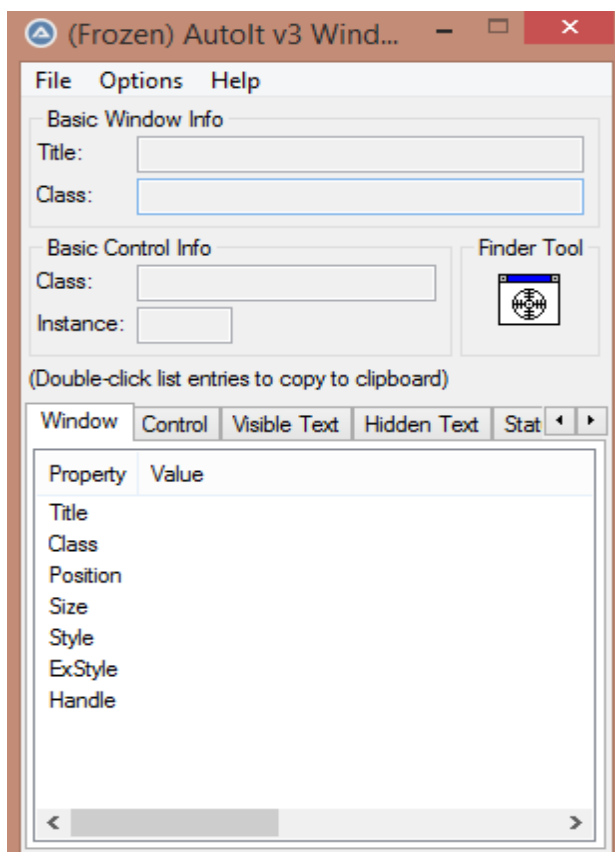 (Frozen) AutoIt v3 Wind...
File Options Help
Basic Window Info
Title:
Class:
Basic Control Info
Finder Tool
Class:
Instance:
(Double-click list entries to copy to clipboard)
Window Control Visible Text Hidden Text Stat
Property Value
Title
Class
Position
Size
Style
ExStyle
Handle